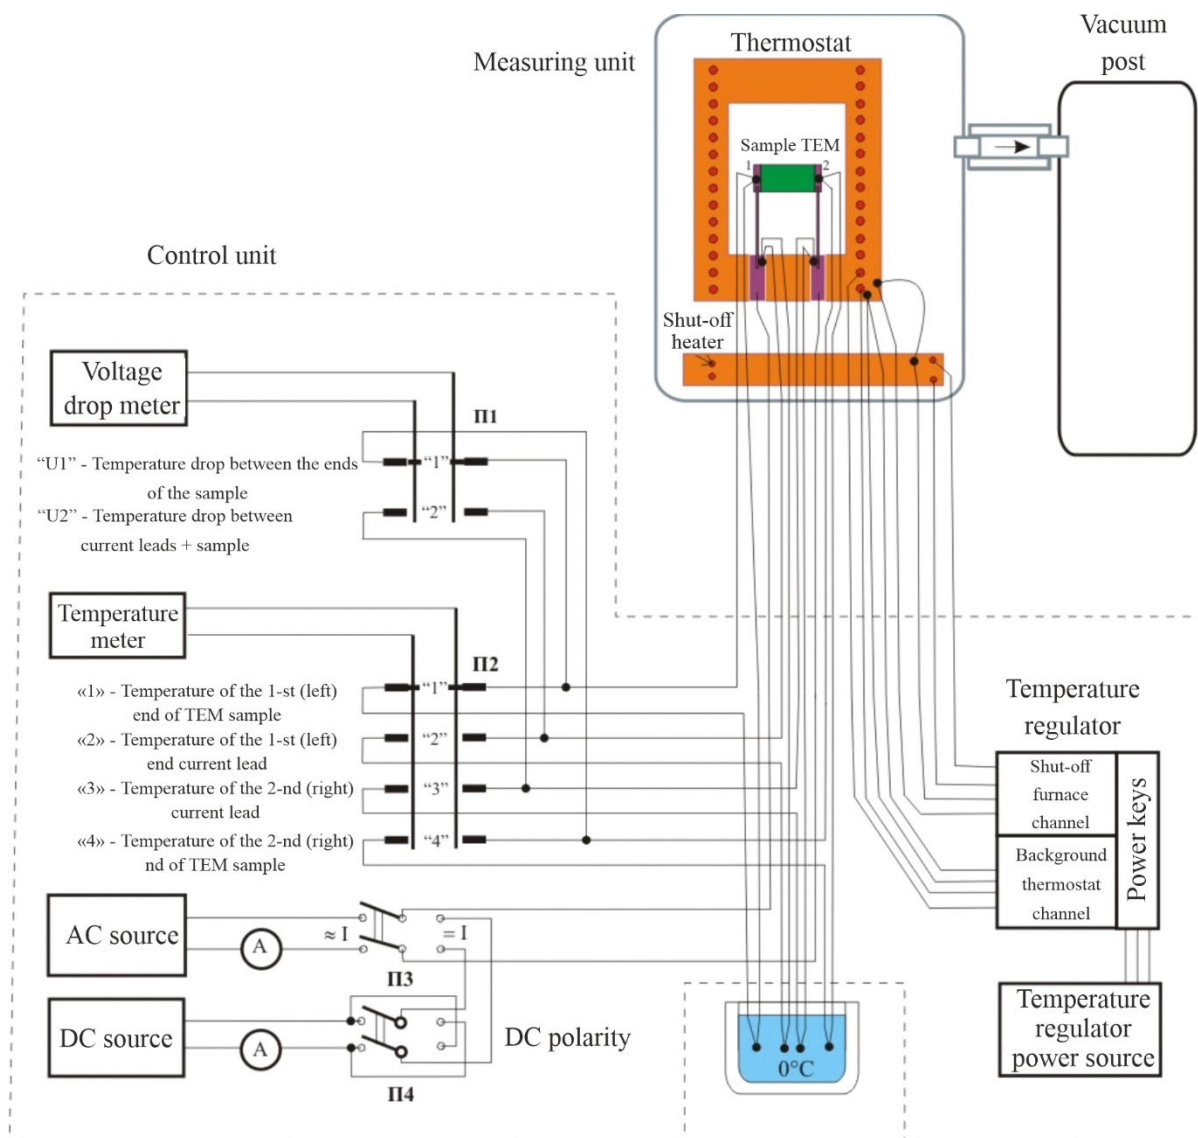 Vacuum
post
Thermostat
Measuring unit
Sample TEM
1
2
Control unit
Shut-off
heater
Voltage
drop meter
П1
“U1” - Temperature drop between the ends
of the sample
“1”
“U2” - Temperature drop between
current leads + sample
“2”
Temperature
meter
П2
«1» - Temperature of the 1-st (left)
end of TEM sample
“1”
«2» - Temperature of the 1-st (left)
end current lead
“2”
«3» - Temperature of the 2-nd (right)
current lead
“3”
«4» - Temperature of the 2-nd (right)
nd of TEM sample
“4”
Temperature
regulator
Shut-off
furnace
channel
Background
thermostat
channel
Power keys
AC source
A
≈ I
= I
П3
DC source
A
DC polarity
П4
0°C
Temperature
regulator
power source